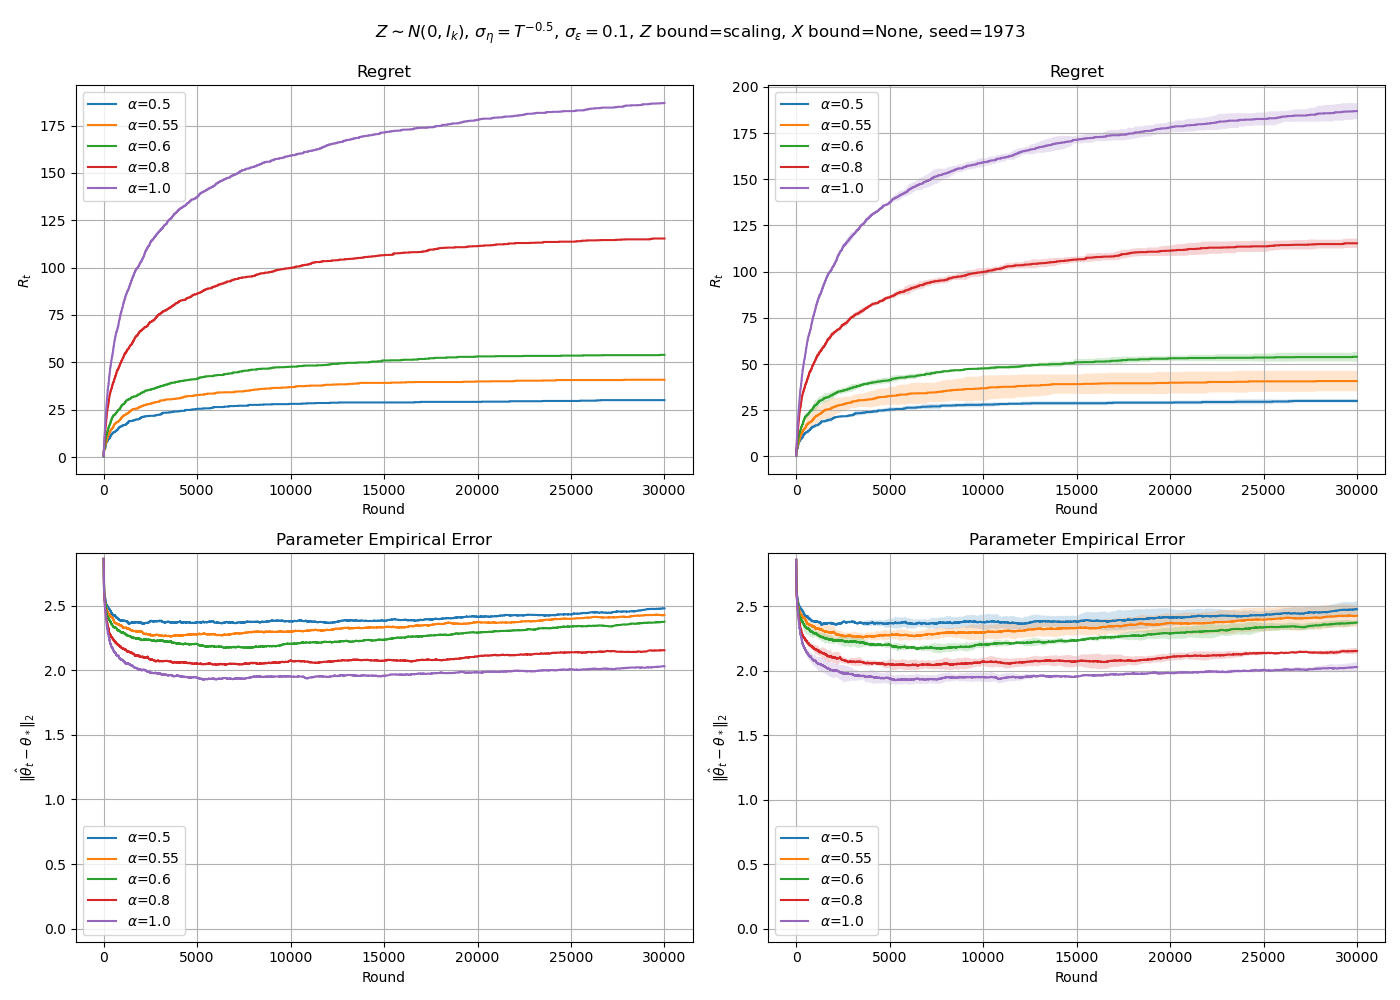 Z ∼ N(0, I_k), σ_η = T^{−0.5}, σ_ε = 0.1, Z bound=scaling, X bound=None, seed=1973
Regret
R_t
175
150
125
100
75
50
25
0
α=0.5
α=0.55
α=0.6
α=0.8
α=1.0
0 5000 10000 15000 20000 25000 30000
Round
Regret
R_t
200
175
150
125
100
75
50
25
0
α=0.5
α=0.55
α=0.6
α=0.8
α=1.0
0 5000 10000 15000 20000 25000 30000
Round
Parameter Empirical Error
‖θ̂_t − θ_*‖_2
2.5
2.0
1.5
1.0
0.5
0.0
α=0.5
α=0.55
α=0.6
α=0.8
α=1.0
0 5000 10000 15000 20000 25000 30000
Round
Parameter Empirical Error
‖θ̂_t − θ_*‖_2
2.5
2.0
1.5
1.0
0.5
0.0
α=0.5
α=0.55
α=0.6
α=0.8
α=1.0
0 5000 10000 15000 20000 25000 30000
Round